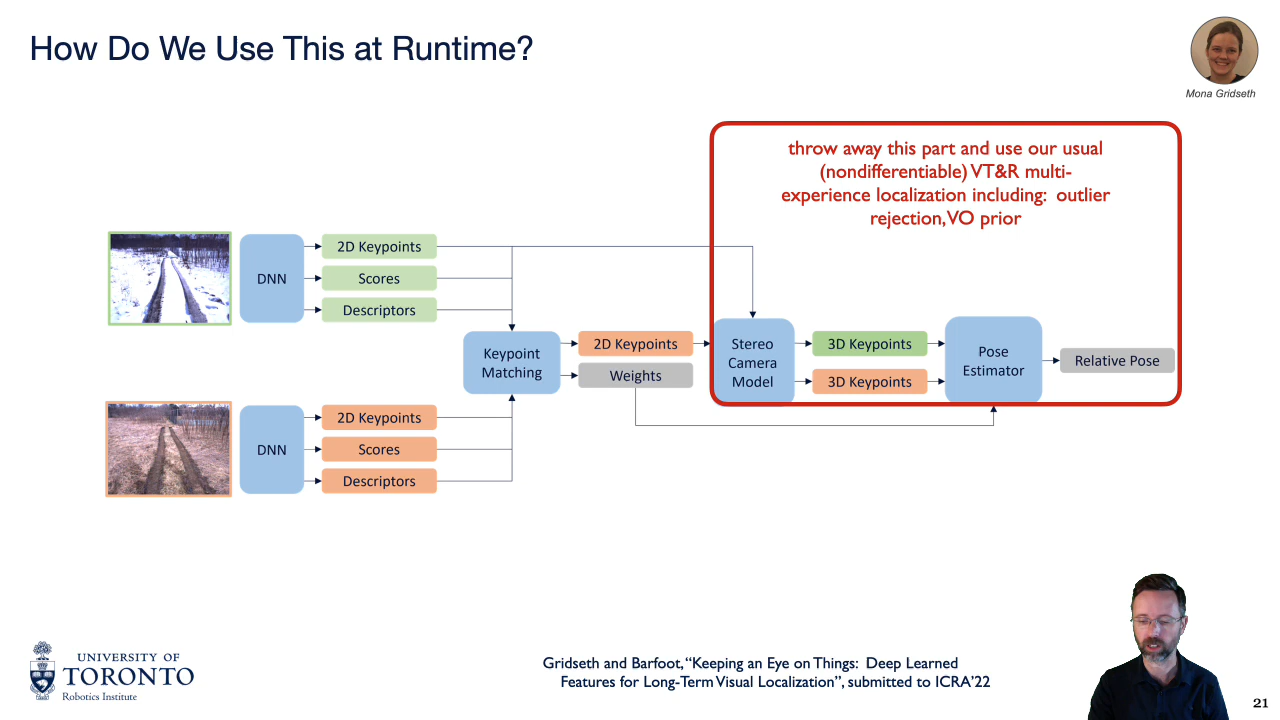 How Do We Use This at Runtime?
Mona Gridseth
throw away this part and use our usual
(nondifferentiable) VT&R multi-
experience localization including: outlier
rejection, VO prior
DNN
2D Keypoints
Scores
Descriptors
Keypoint
Matching
2D Keypoints
Weights
Stereo
Camera
Model
3D Keypoints
3D Keypoints
Pose
Estimator
Relative Pose
DNN
2D Keypoints
Scores
Descriptors
UNIVERSITY OF
TORONTO
Robotics Institute
Gridseth and Barfoot, “Keeping an Eye on Things: Deep Learned
Features for Long-Term Visual Localization”, submitted to ICRA’22
21